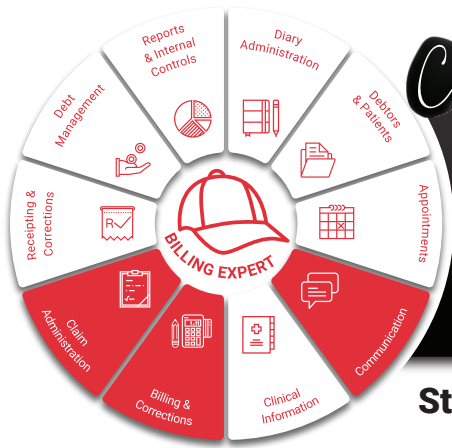 Reports
& Internal
Controls
Diary
Administration
Debtors
& Patients
Appointments
Communication
Clinical
Information
Billing &
Corrections
Claim
Administration
Receipting &
Corrections
Debt
Management
BILLING EXPERT
R
C
St